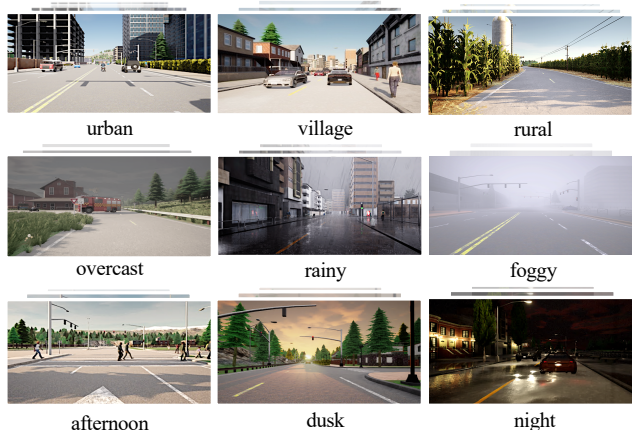 urban
village
rural
overcast
rainy
foggy
afternoon
dusk
night